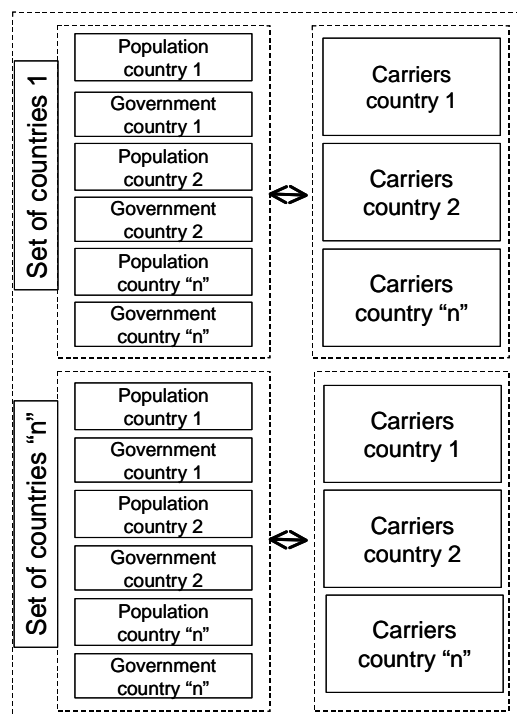 Set of countries 1
Population
country 1
Government
country 1
Population
country 2
Government
country 2
Population
country “n”
Government
country “n”
Carriers
country 1
Carriers
country 2
Carriers
country “n”
Set of countries “n”
Population
country 1
Government
country 1
Population
country 2
Government
country 2
Population
country “n”
Government
country “n”
Carriers
country 1
Carriers
country 2
Carriers
country “n”